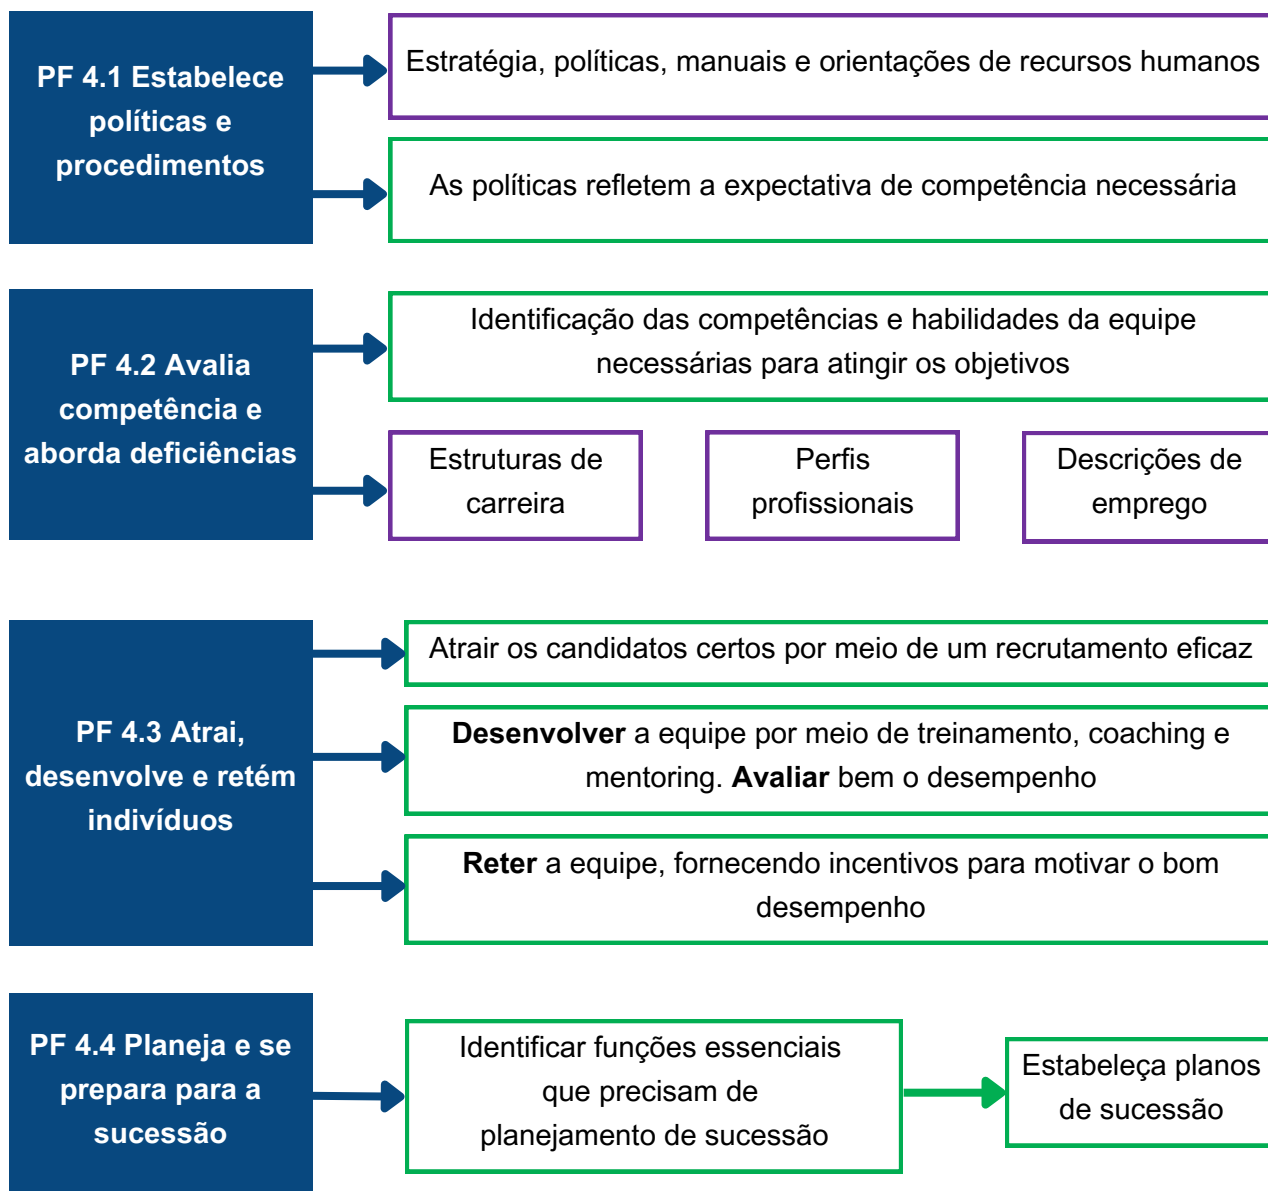 PF 4.1 Estabelece
políticas e
procedimentos
Estratégia, políticas, manuais e orientações de recursos humanos
As políticas refletem a expectativa de competência necessária
PF 4.2 Avalia
competência e
aborda deficiências
Identificação das competências e habilidades da equipe
necessárias para atingir os objetivos
Estruturas de
carreira
Perfis
profissionais
Descrições de
emprego
PF 4.3 Atrai,
desenvolve e retém
indivíduos
Atrair os candidatos certos por meio de um recrutamento eficaz
Desenvolver a equipe por meio de treinamento, coaching e
mentoring. Avaliar bem o desempenho
Reter a equipe, fornecendo incentivos para motivar o bom
desempenho
PF 4.4 Planeja e se
prepara para a
sucessão
Identificar funções essenciais
que precisam de
planejamento de sucessão
Estabeleça planos
de sucessão